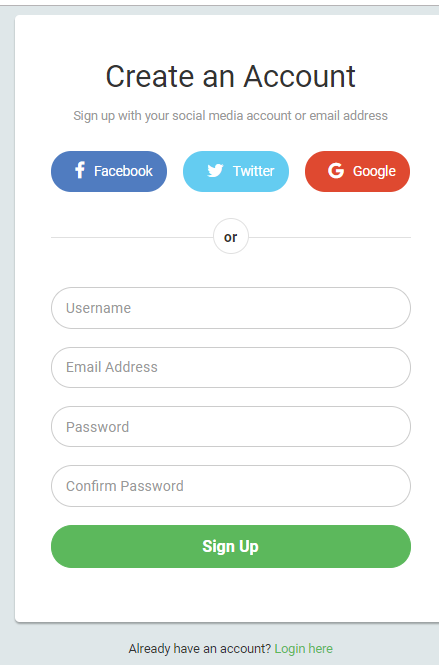 Create an Account
Sign up with your social media account or email address
Facebook Twitter Google
or
Username
Email Address
Password
Confirm Password
Sign Up
Already have an account? Login here